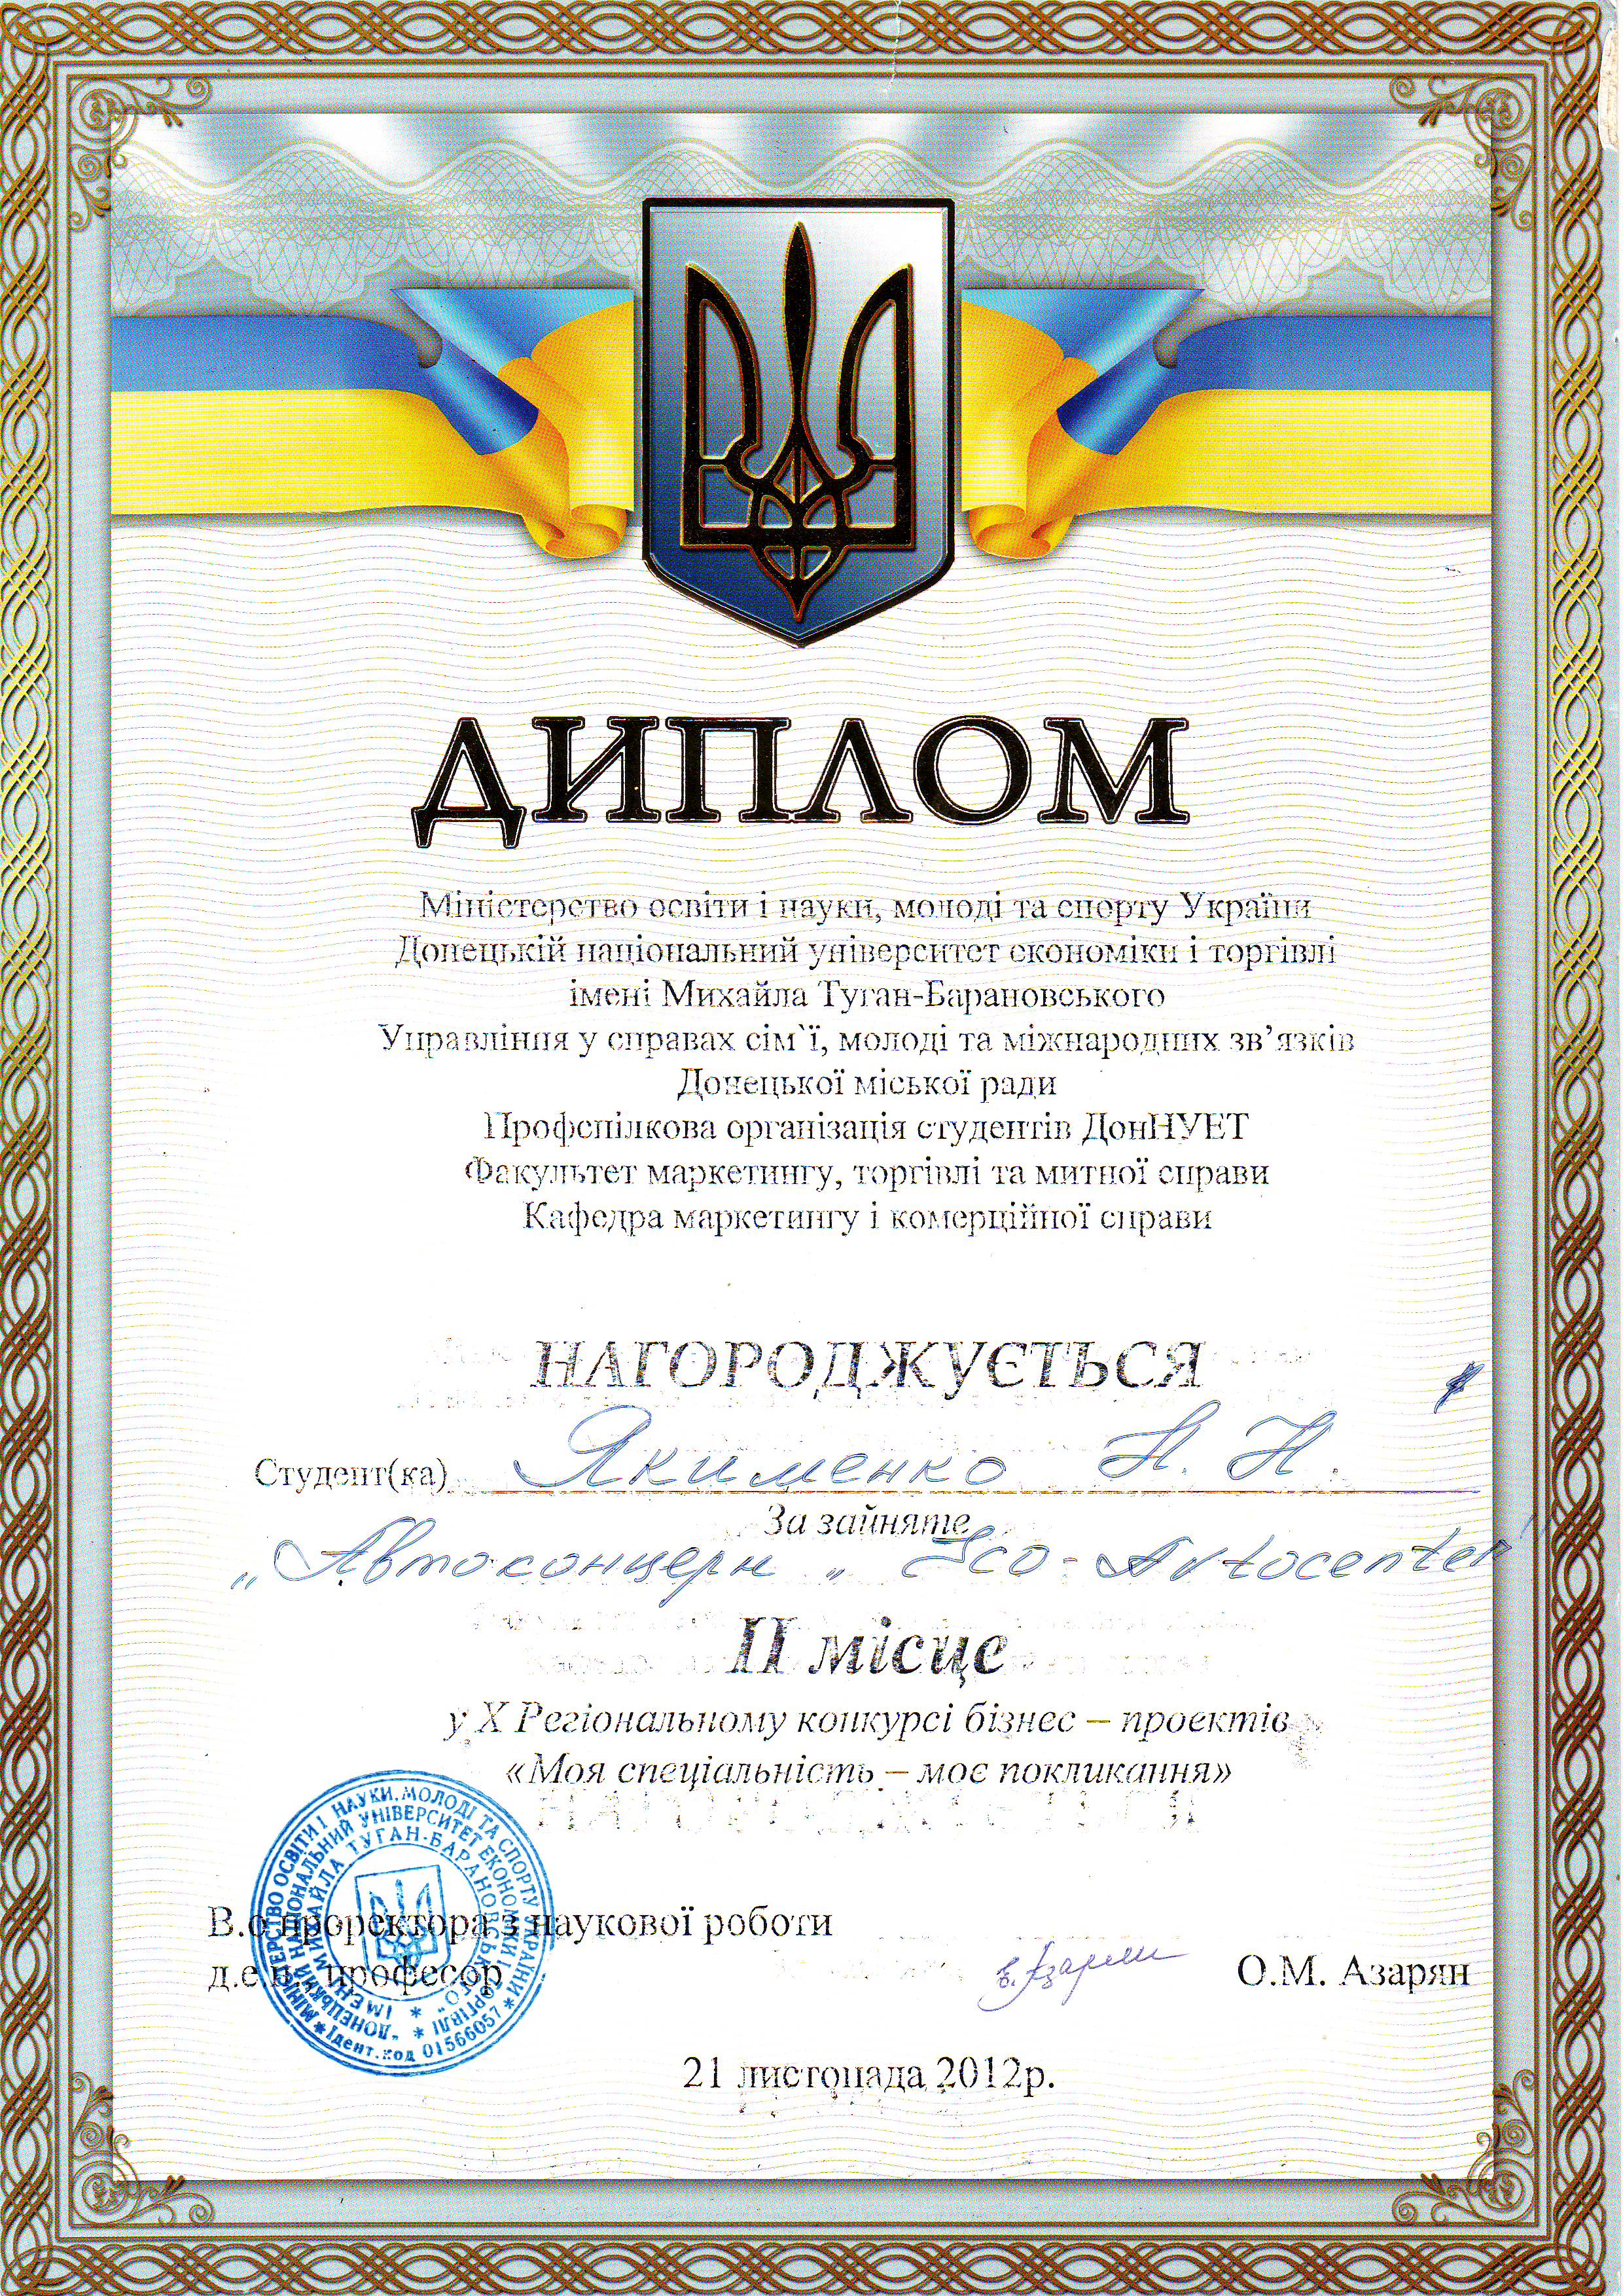 ДИПЛОМ
Міністерство освіти і науки, молоді та спорту України
Донецькій національний університет економіки і торгівлі
імені Михайла Туган-Барановського
Управління у справах сім`ї, молоді та міжнародних зв’язків
Донецької міської ради
Профспілкова організація студентів ДонНУЕТ
Факультет маркетингу, торгівлі та митної справи
Кафедра маркетингу і комерційної справи
НАГОРОДЖУЄТЬСЯ
Студент(ка) Якименко Н. Н.
За зайняте
„Автоконцерн „ Eco-Avtocenter"
II місце
у X Регіональному конкурсі бізнес – проектів
«Моя спеціальність – моє покликання»
В.о проректора з наукової роботи
д.е.н., професор О.М. Азарян
21 листопада 2012р.
МІНІСТЕРСТВО ОСВІТИ І НАУКИ, МОЛОДІ ТА СПОРТУ УКРАЇНИ
* Ідент. код 01566057 *
"ДОНЕЦЬКИЙ НАЦІОНАЛЬНИЙ УНІВЕРСИТЕТ ЕКОНОМІКИ І ТОРГІВЛІ *
ІМЕНІ МИХАЙЛА ТУГАН-БАРАНОВСЬКОГО" *